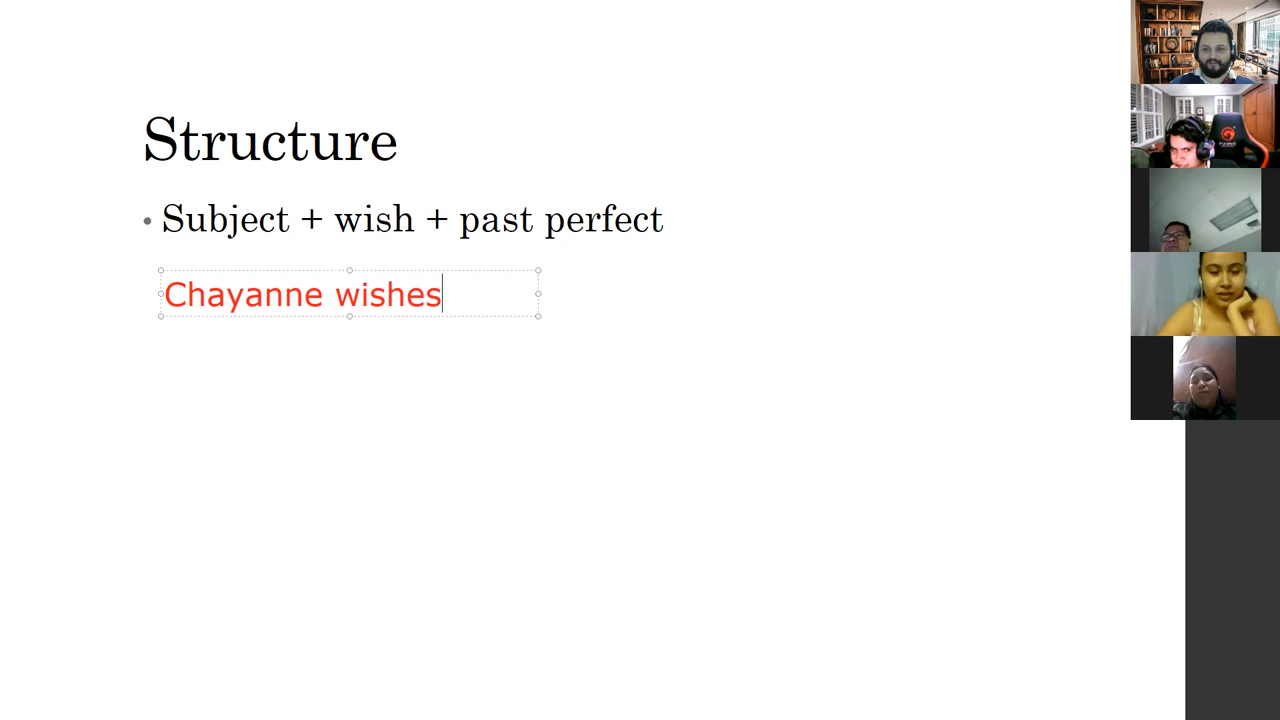 Structure
• Subject + wish + past perfect
Chayanne wishes